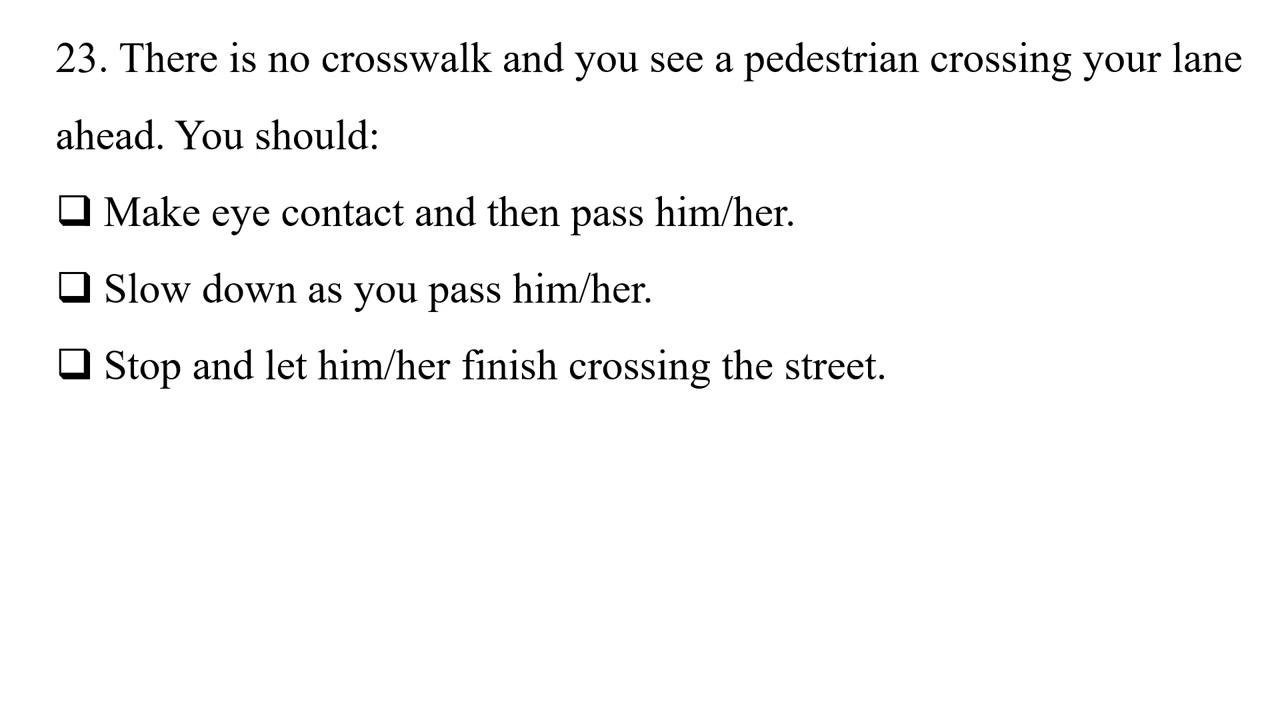 23. There is no crosswalk and you see a pedestrian crossing your lane
ahead. You should:
❑ Make eye contact and then pass him/her.
❑ Slow down as you pass him/her.
❑ Stop and let him/her finish crossing the street.